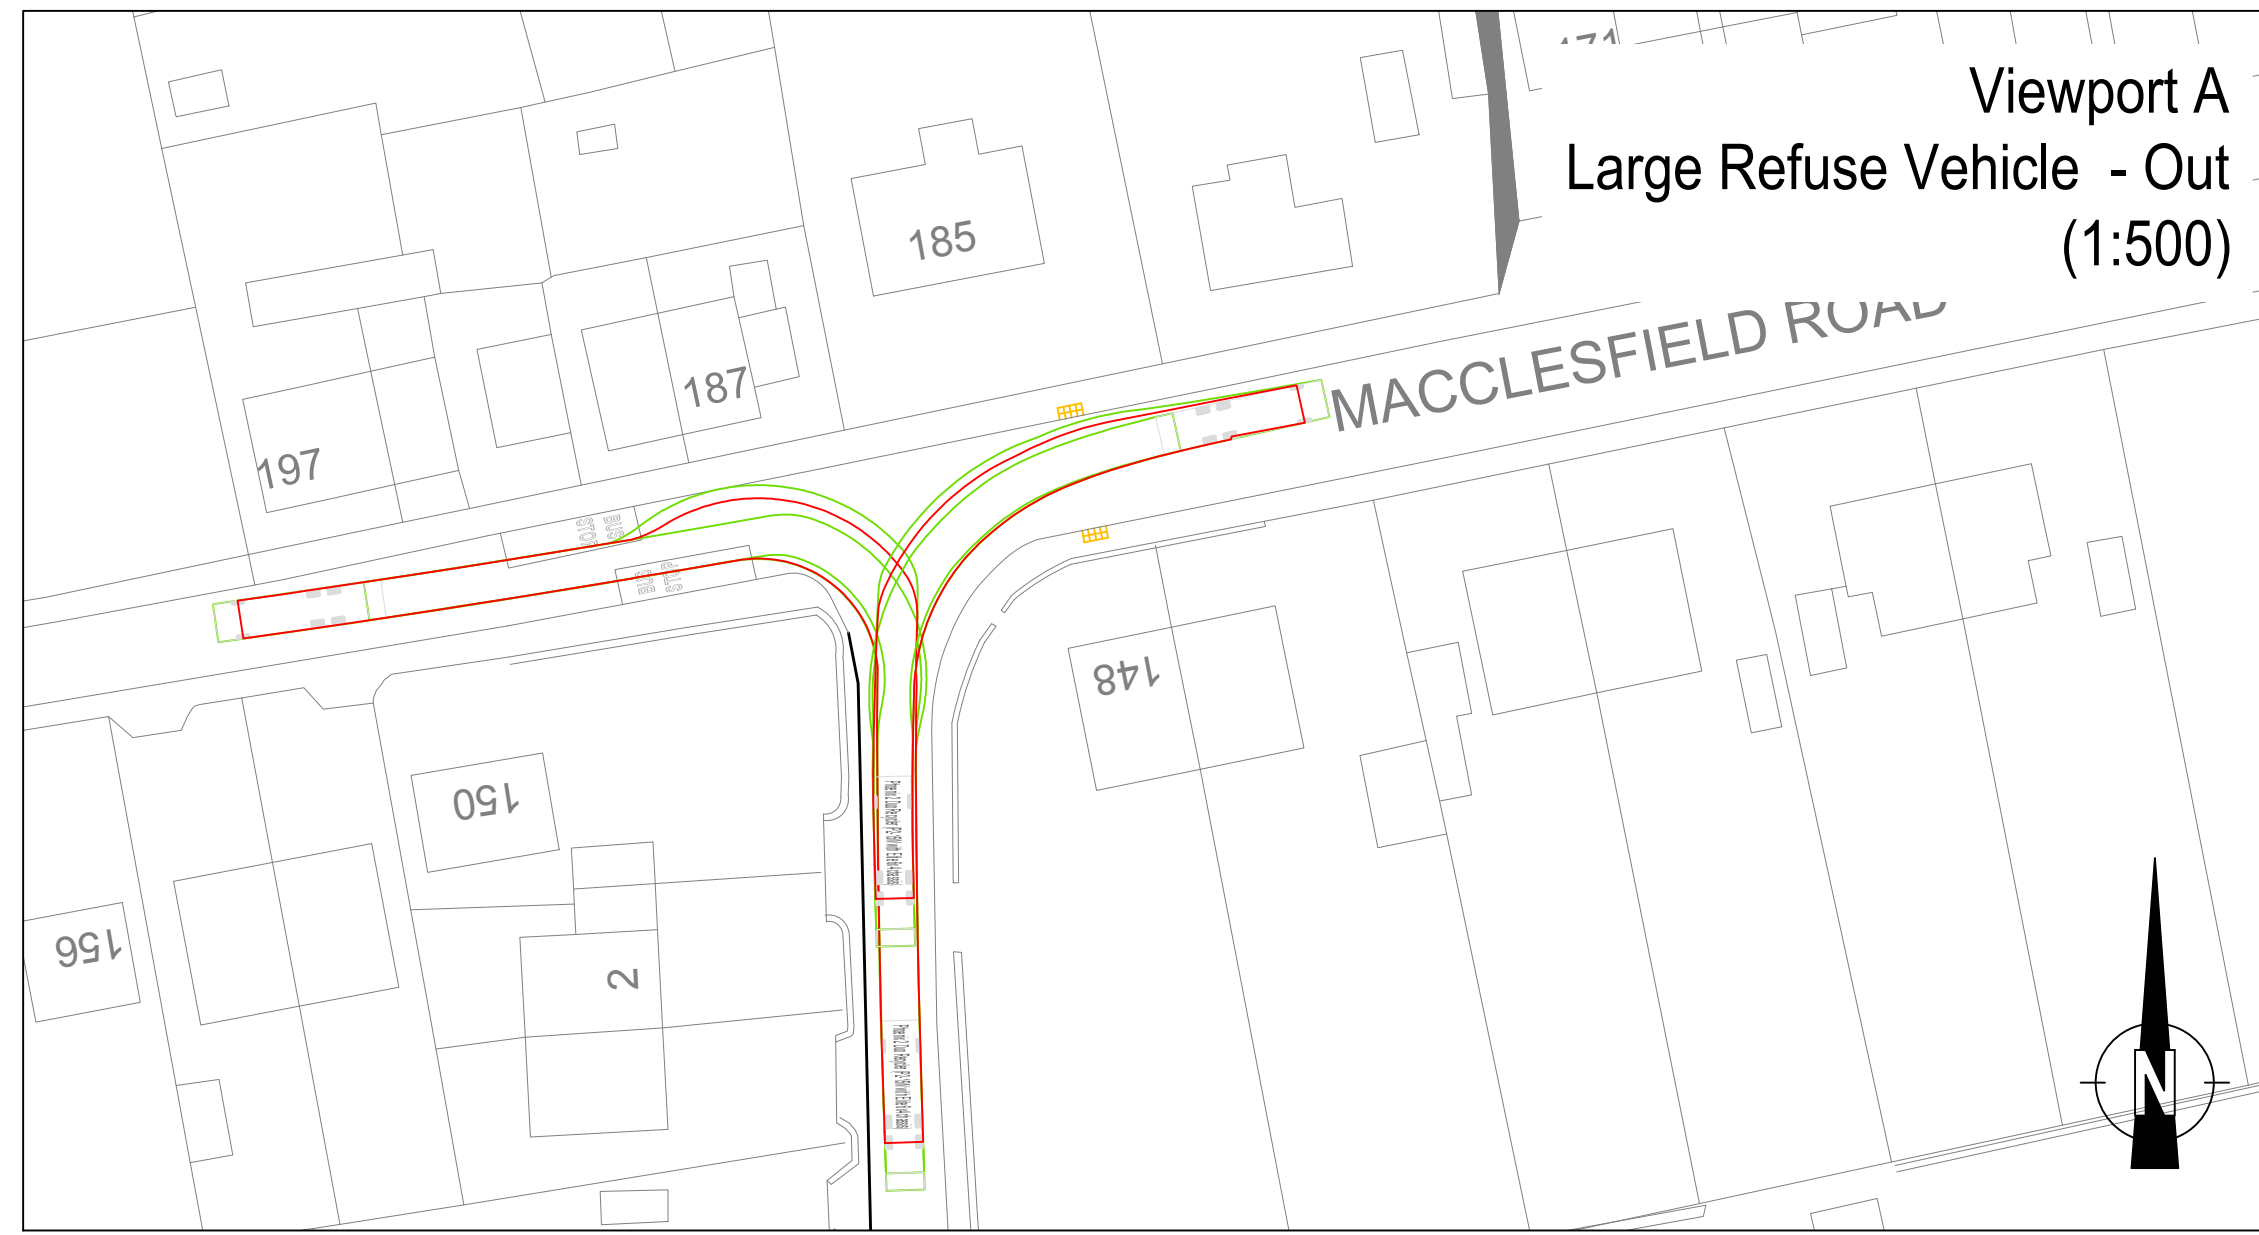 171
Viewport A
Large Refuse Vehicle - Out
(1:500)
185
MACCLESFIELD ROAD
187
197
BUS
STOP
BUS
STOP
148
150
156
2
N